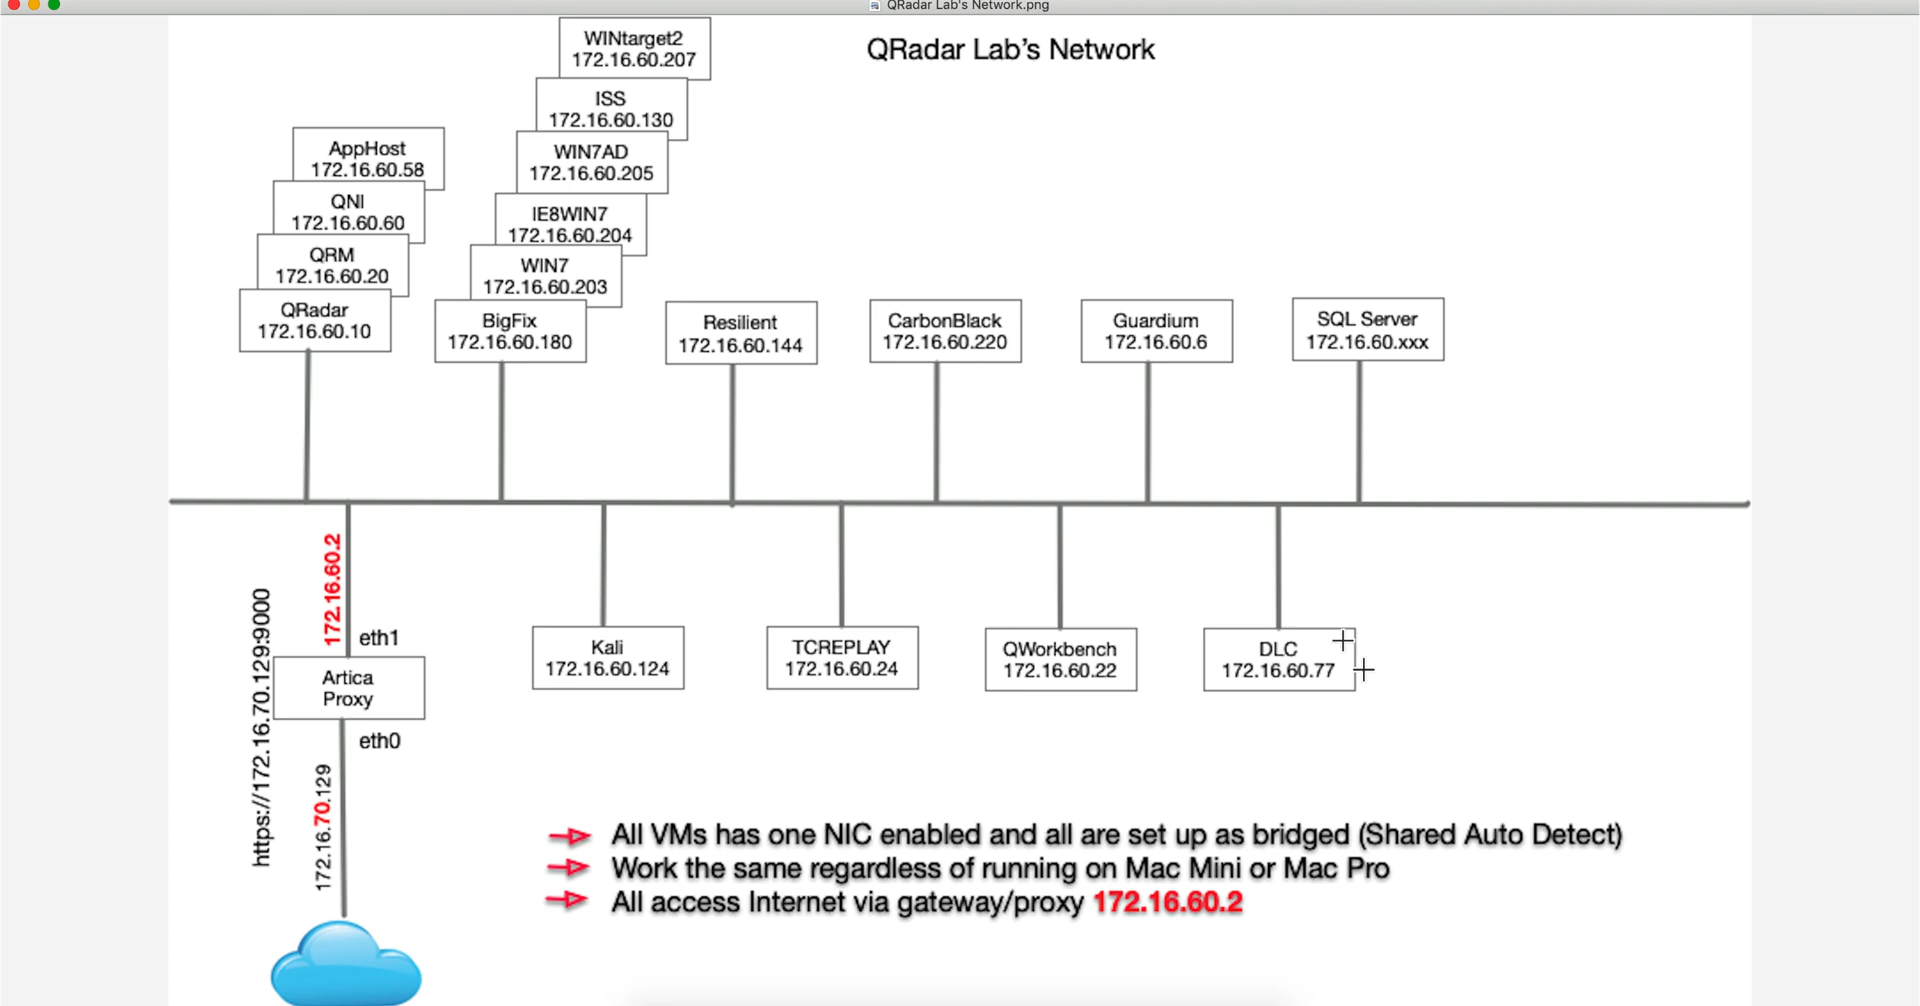 QRadar Lab's Network.png
QRadar Lab's Network
WINtarget2
172.16.60.207
ISS
172.16.60.130
WIN7AD
172.16.60.205
IE8WIN7
172.16.60.204
WIN7
172.16.60.203
BigFix
172.16.60.180
AppHost
172.16.60.58
QNI
172.16.60.60
QRM
172.16.60.20
QRadar
172.16.60.10
Resilient
172.16.60.144
CarbonBlack
172.16.60.220
Guardium
172.16.60.6
SQL Server
172.16.60.xxx
172.16.60.2
eth1
https://172.16.70.129:9000
Artica
Proxy
eth0
172.16.70.129
Kali
172.16.60.124
TCREPLAY
172.16.60.24
QWorkbench
172.16.60.22
DLC
172.16.60.77
All VMs has one NIC enabled and all are set up as bridged (Shared Auto Detect)
Work the same regardless of running on Mac Mini or Mac Pro
All access Internet via gateway/proxy 172.16.60.2